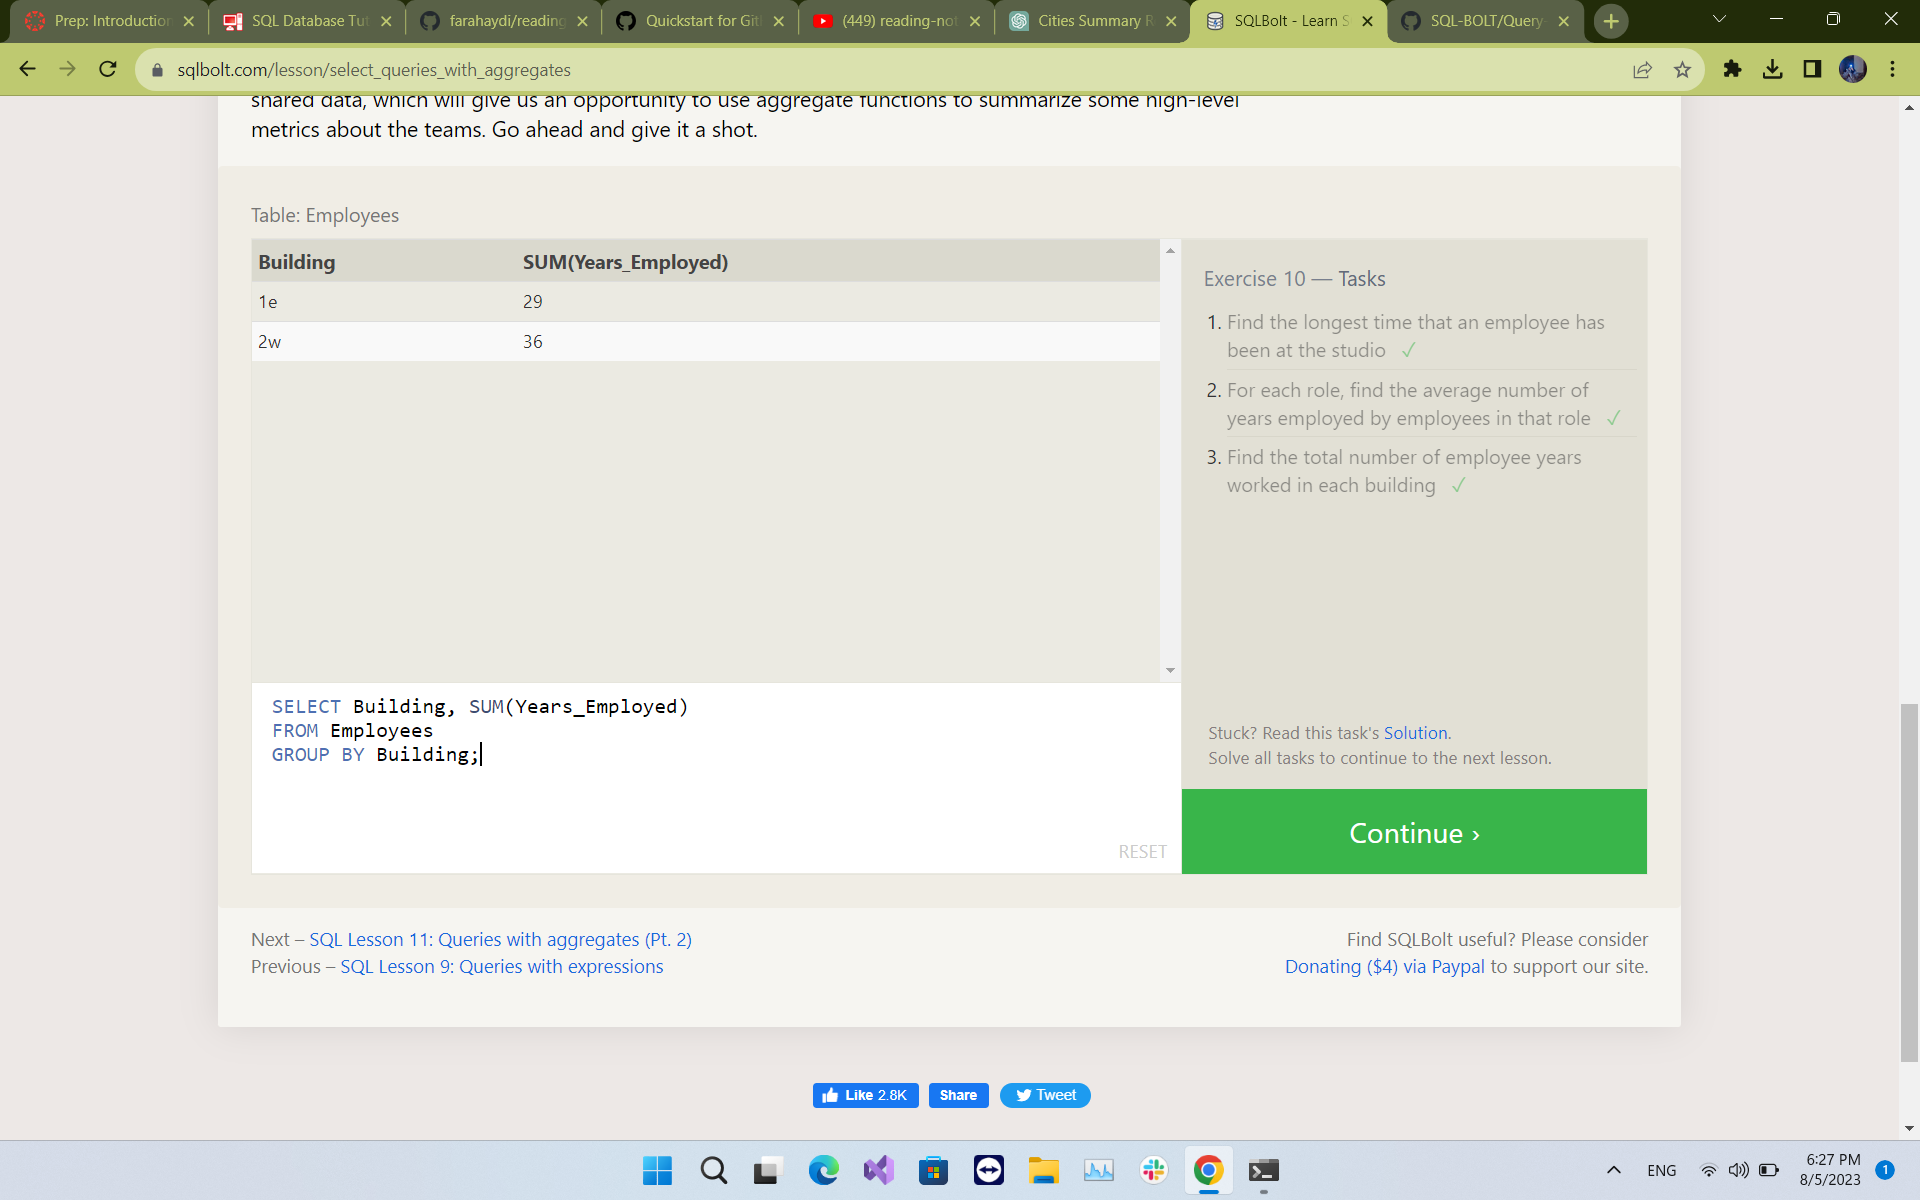 Prep: Introduction
SQL Database Tut
farahaydi/reading
Quickstart for Git
(449) reading-not
Cities Summary R
SQLBolt - Learn S
SQL-BOLT/Query-
sqlbolt.com/lesson/select_queries_with_aggregates
shared data, which will give us an opportunity to use aggregate functions to summarize some high-level
metrics about the teams. Go ahead and give it a shot.
Table: Employees
Building SUM(Years_Employed)
1e 29
2w 36
SELECT Building, SUM(Years_Employed)
FROM Employees
GROUP BY Building;
RESET
Exercise 10 — Tasks
1. Find the longest time that an employee has
been at the studio ✓
2. For each role, find the average number of
years employed by employees in that role ✓
3. Find the total number of employee years
worked in each building ✓
Stuck? Read this task's Solution.
Solve all tasks to continue to the next lesson.
Continue ›
Next – SQL Lesson 11: Queries with aggregates (Pt. 2)
Previous – SQL Lesson 9: Queries with expressions
Find SQLBolt useful? Please consider
Donating ($4) via Paypal to support our site.
Like 2.8K
Share
Tweet
ENG
6:27 PM
8/5/2023
1